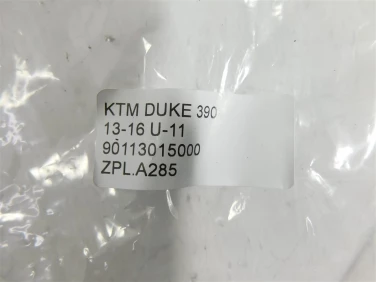 KTM DUKE 390
13-16 U-11
90113015000
ZPL.A285